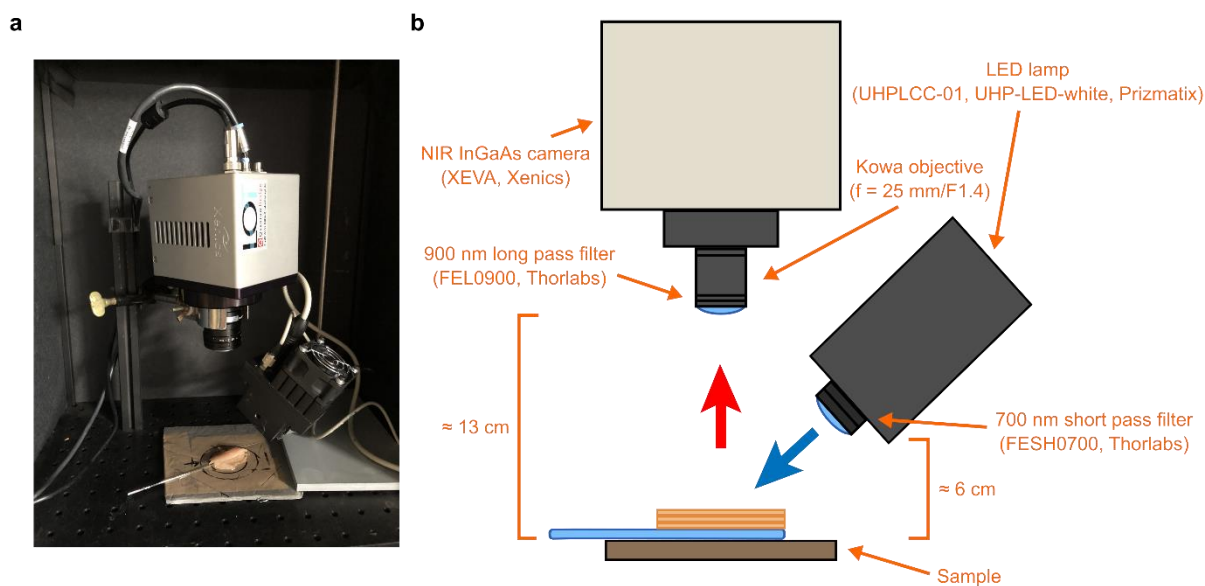 a
b
LED lamp
(UHPLCC-01, UHP-LED-white, Prizmatix)
NIR InGaAs camera
(XEVA, Xenics)
Kowa objective
(f = 25 mm/F1.4)
900 nm long pass filter
(FEL0900, Thorlabs)
≈ 13 cm
700 nm short pass filter
(FESH0700, Thorlabs)
≈ 6 cm
Sample